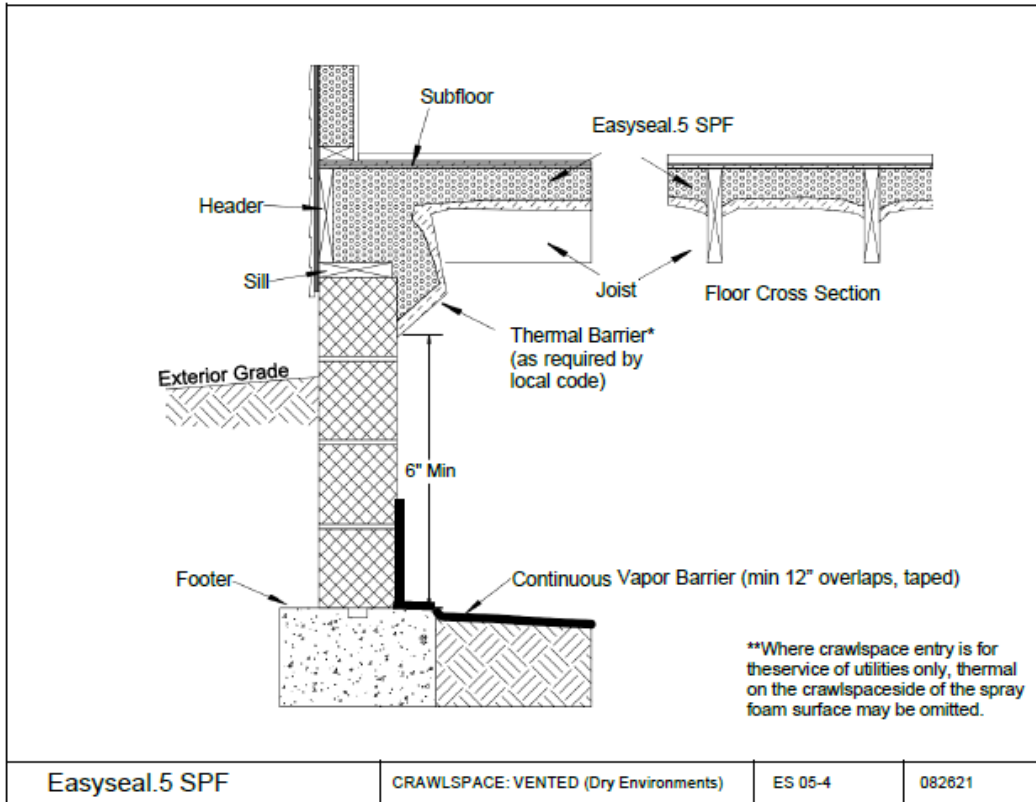 Subfloor
Easyseal.5 SPF
Header
Sill
Joist
Floor Cross Section
Thermal Barrier*
(as required by
local code)
Exterior Grade
6" Min
Footer
Continuous Vapor Barrier (min 12" overlaps, taped)
**Where crawlspace entry is for
theservice of utilities only, thermal
on the crawlspaceside of the spray
foam surface may be omitted.
Easyseal.5 SPF
CRAWLSPACE: VENTED (Dry Environments)
ES 05-4
082621